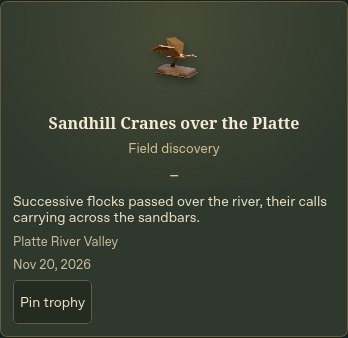 Sandhill Cranes over the Platte
Field discovery
–
Successive flocks passed over the river, their calls
carrying across the sandbars.
Platte River Valley
Nov 20, 2026
Pin trophy